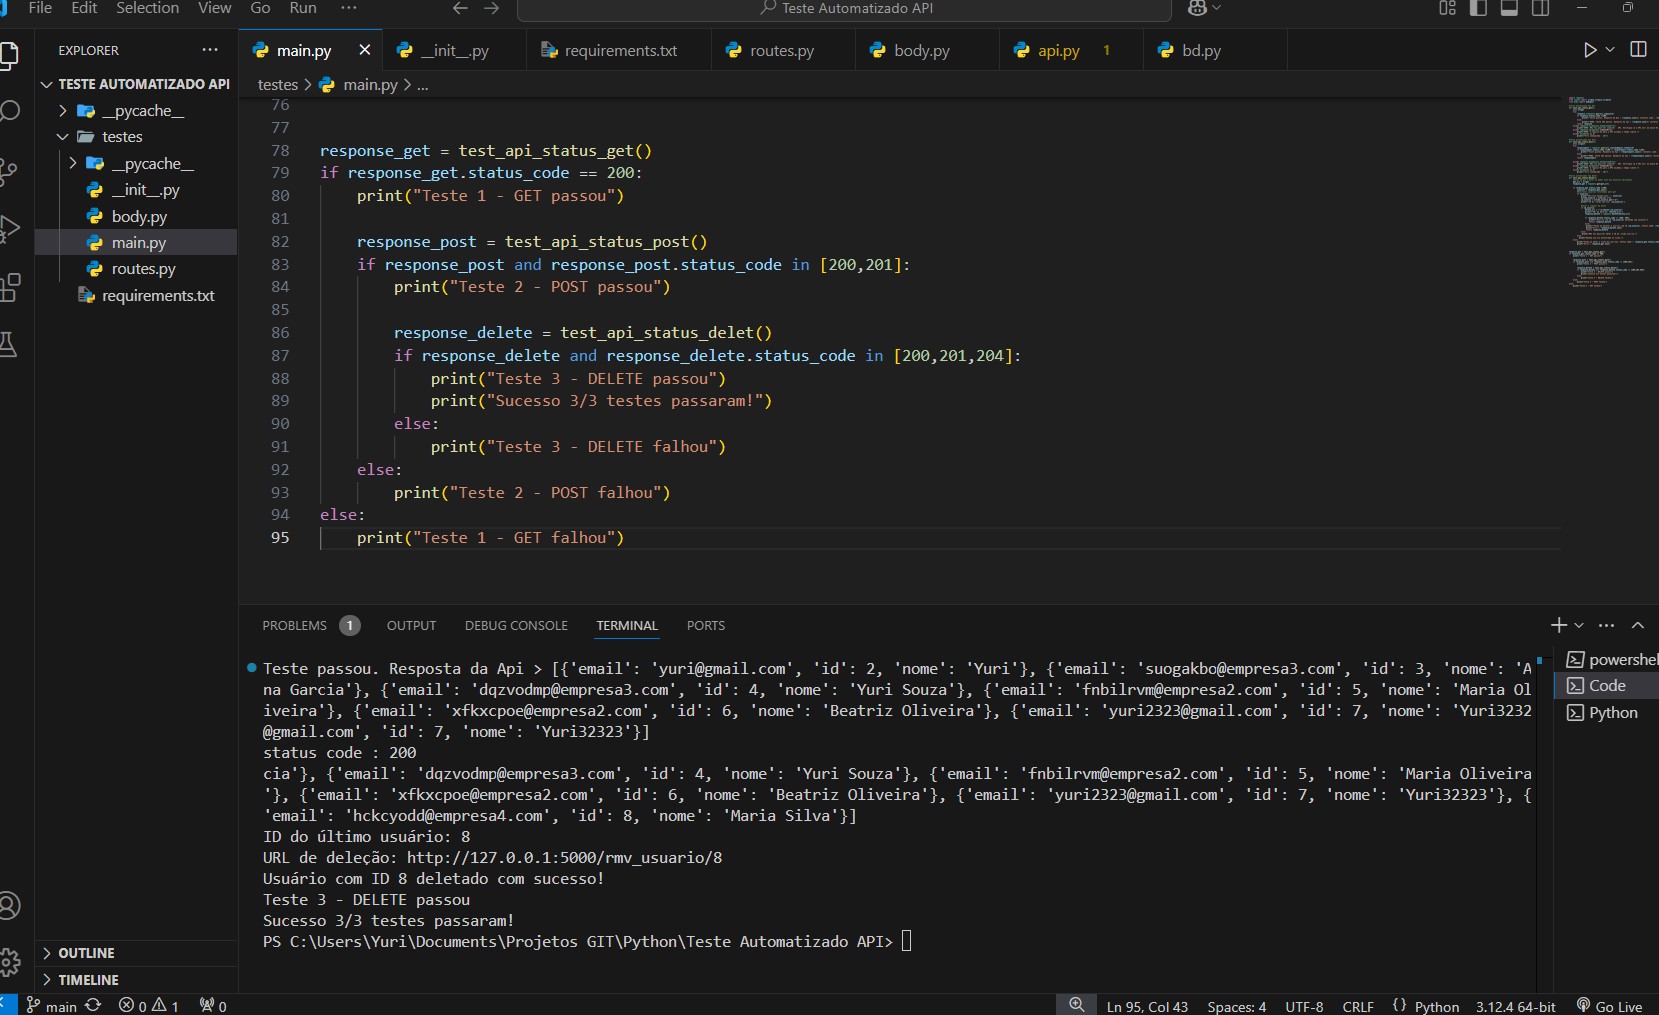 File Edit Selection View Go Run ...
Teste Automatizado API
EXPLORER ...
TESTE AUTOMATIZADO API
__pycache__
testes
__pycache__
__init__.py
body.py
main.py
routes.py
requirements.txt
OUTLINE
TIMELINE
main.py
__init__.py
requirements.txt
routes.py
body.py
api.py 1
bd.py
testes > main.py > ...
76
77
78 response_get = test_api_status_get()
79 if response_get.status_code == 200:
80 print("Teste 1 - GET passou")
81
82 response_post = test_api_status_post()
83 if response_post and response_post.status_code in [200,201]:
84 print("Teste 2 - POST passou")
85
86 response_delete = test_api_status_delet()
87 if response_delete and response_delete.status_code in [200,201,204]:
88 print("Teste 3 - DELETE passou")
89 print("Sucesso 3/3 testes passaram!")
90 else:
91 print("Teste 3 - DELETE falhou")
92 else:
93 print("Teste 2 - POST falhou")
94 else:
95 print("Teste 1 - GET falhou")
PROBLEMS 1 OUTPUT DEBUG CONSOLE TERMINAL PORTS
Teste passou. Resposta da Api > [{'email': 'yuri@gmail.com', 'id': 2, 'nome': 'Yuri'}, {'email': 'suogakbo@empresa3.com', 'id': 3, 'nome': 'A
na Garcia'}, {'email': 'dqzvodmp@empresa3.com', 'id': 4, 'nome': 'Yuri Souza'}, {'email': 'fnbilrvm@empresa2.com', 'id': 5, 'nome': 'Maria Ol
iveira'}, {'email': 'xfkxcpoe@empresa2.com', 'id': 6, 'nome': 'Beatriz Oliveira'}, {'email': 'yuri2323@gmail.com', 'id': 7, 'nome': 'Yuri3232
@gmail.com', 'id': 7, 'nome': 'Yuri32323'}]
status code : 200
cia'}, {'email': 'dqzvodmp@empresa3.com', 'id': 4, 'nome': 'Yuri Souza'}, {'email': 'fnbilrvm@empresa2.com', 'id': 5, 'nome': 'Maria Oliveira
'}, {'email': 'xfkxcpoe@empresa2.com', 'id': 6, 'nome': 'Beatriz Oliveira'}, {'email': 'yuri2323@gmail.com', 'id': 7, 'nome': 'Yuri32323'}, {
'email': 'hckcyodd@empresa4.com', 'id': 8, 'nome': 'Maria Silva'}]
ID do último usuário: 8
URL de deleção: http://127.0.0.1:5000/rmv_usuario/8
Usuário com ID 8 deletado com sucesso!
Teste 3 - DELETE passou
Sucesso 3/3 testes passaram!
PS C:\Users\Yuri\Documents\Projetos GIT\Python\Teste Automatizado API>
powershel
Code
Python
main 0 1 0 Ln 95, Col 43 Spaces: 4 UTF-8 CRLF {} Python 3.12.4 64-bit Go Live